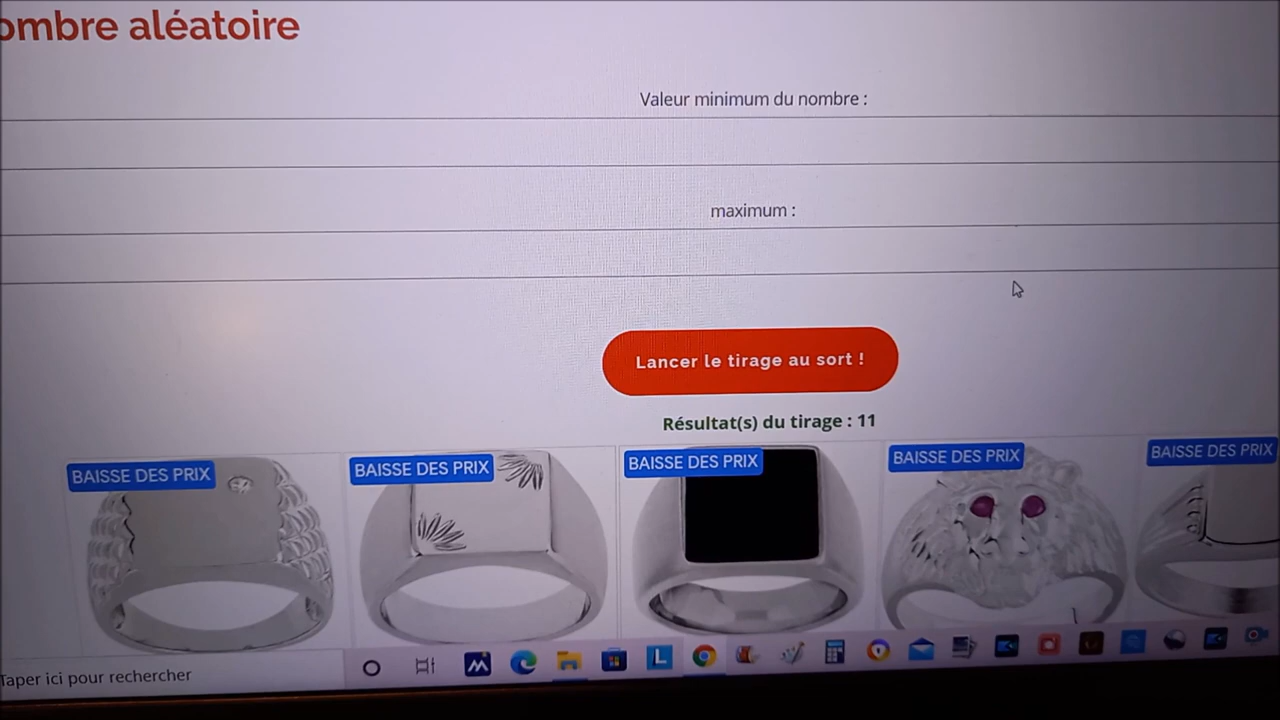 ombre aléatoire
Valeur minimum du nombre :
maximum :
Lancer le tirage au sort !
Résultat(s) du tirage : 11
BAISSE DES PRIX
BAISSE DES PRIX
BAISSE DES PRIX
BAISSE DES PRIX
BAISSE DES PRIX
Taper ici pour rechercher
L